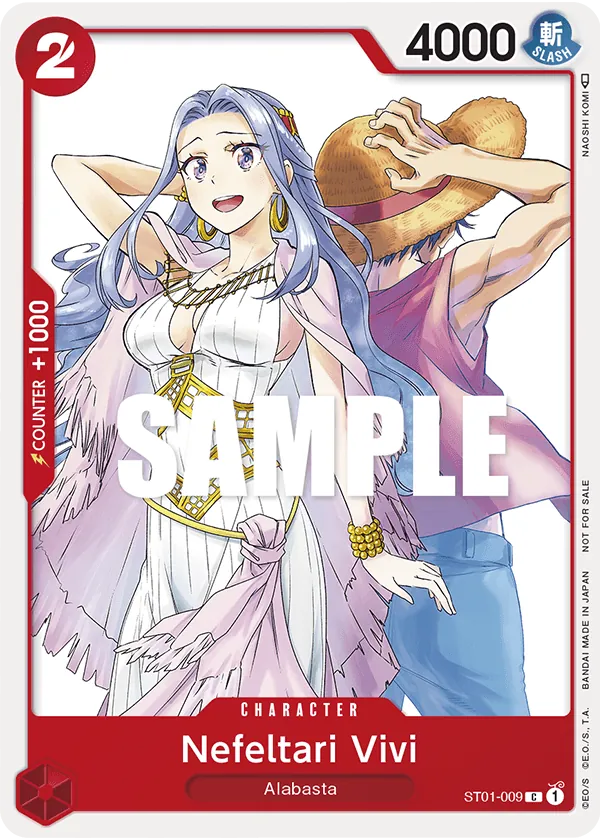 2
4000
斬
SLASH
NAOSHI KOMI
COUNTER +1000
SAMPLE
©EO/S ©E.O./S., T.A. BANDAI MADE IN JAPAN NOT FOR SALE
CHARACTER
Nefeltari Vivi
Alabasta
ST01-009 C 1